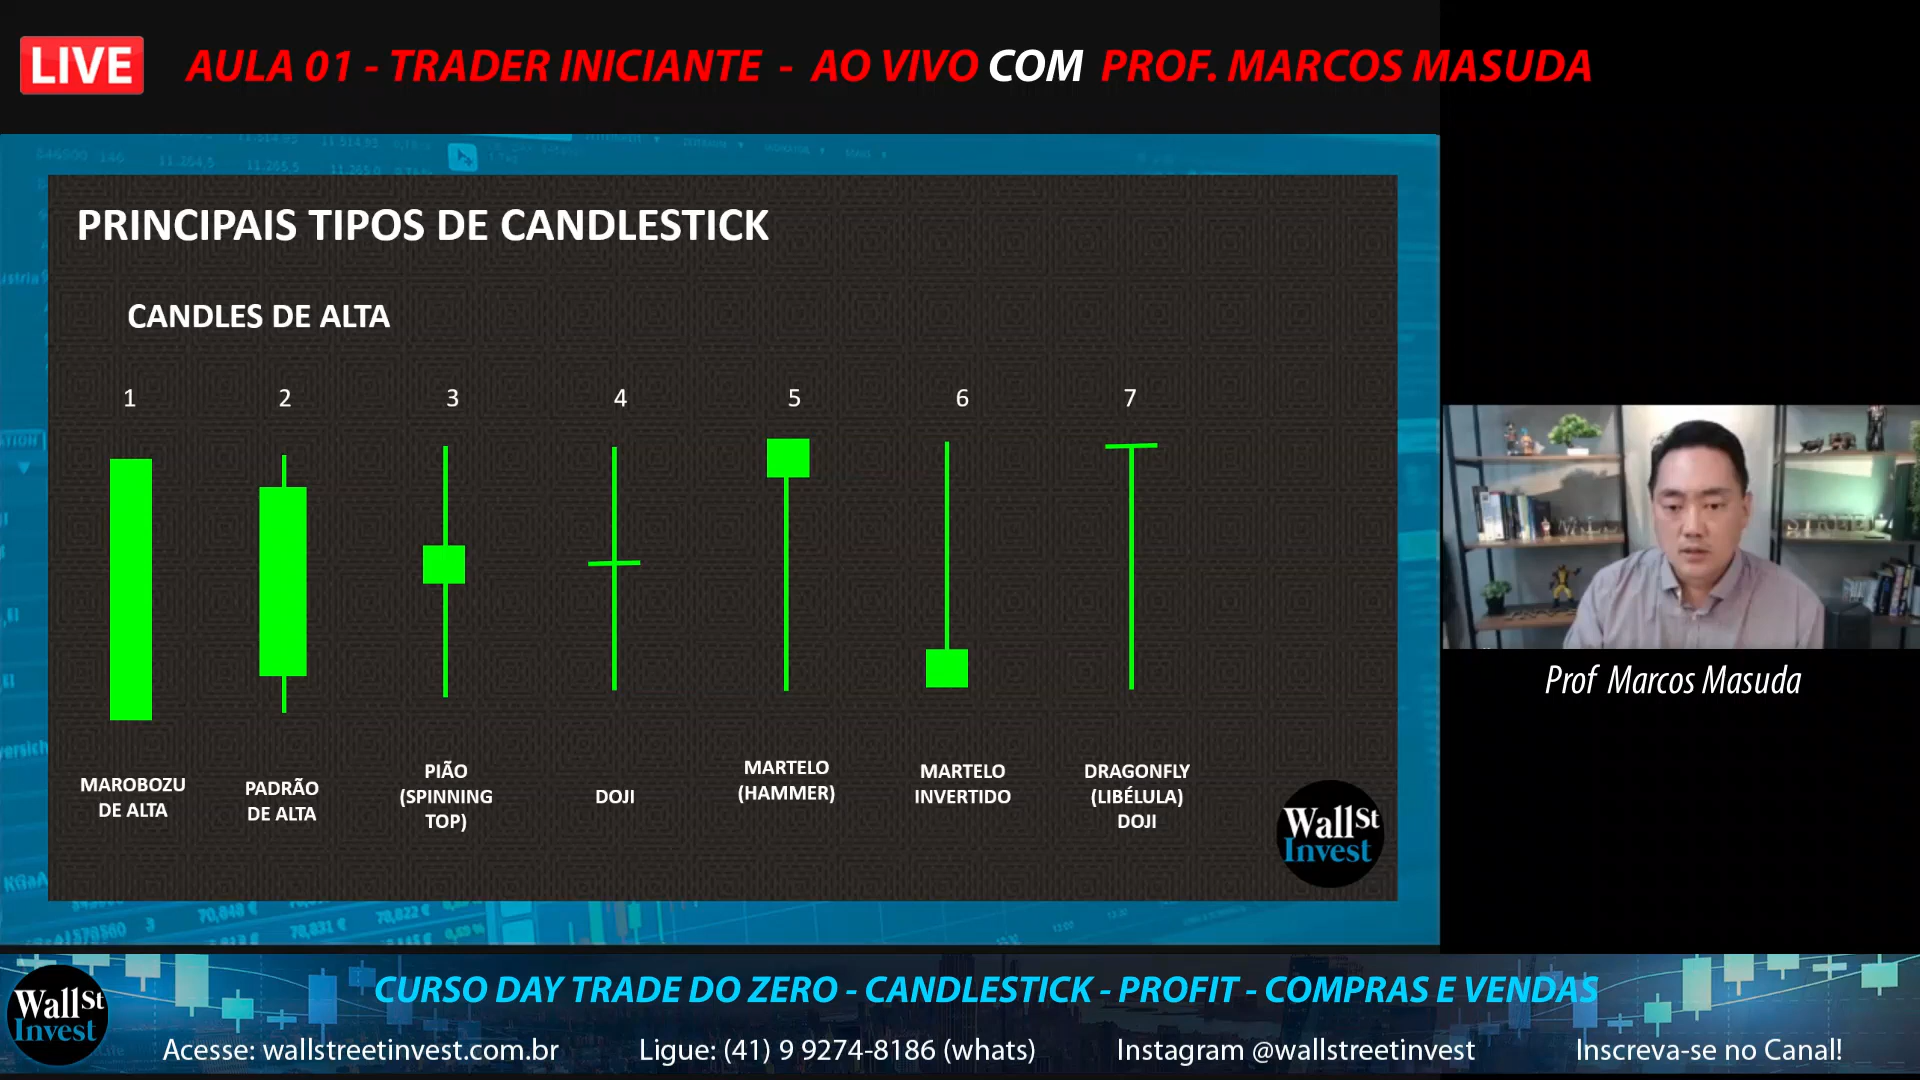 LIVE
AULA 01 - TRADER INICIANTE - AO VIVO COM PROF. MARCOS MASUDA
PRINCIPAIS TIPOS DE CANDLESTICK
CANDLES DE ALTA
1 2 3 4 5 6 7
MAROBOZU
DE ALTA
PADRÃO
DE ALTA
PIÃO
(SPINNING
TOP)
DOJI
MARTELO
(HAMMER)
MARTELO
INVERTIDO
DRAGONFLY
(LIBÉLULA)
DOJI
WallSt
Invest
Prof Marcos Masuda
WallSt
Invest
CURSO DAY TRADE DO ZERO - CANDLESTICK - PROFIT - COMPRAS E VENDAS
Acesse: wallstreetinvest.com.br Ligue: (41) 9 9274-8186 (whats) Instagram @wallstreetinvest Inscreva-se no Canal!